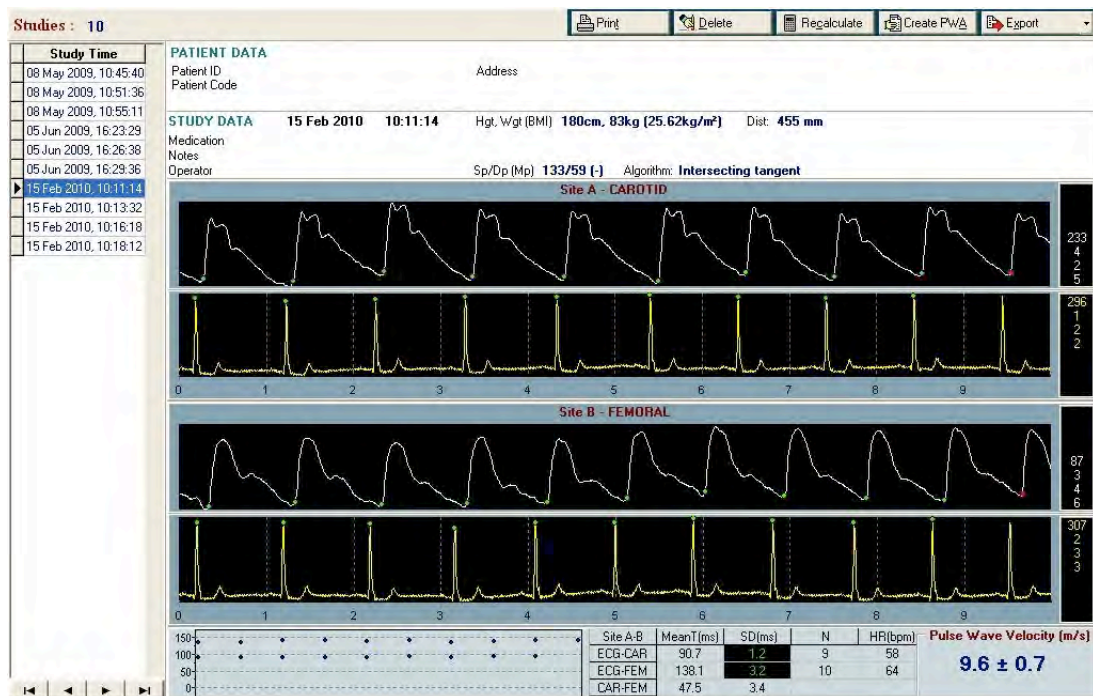 Studies : 10
Print Delete Recalculate Create PWA Export
Study Time
08 May 2009, 10:45:40
08 May 2009, 10:51:36
08 May 2009, 10:55:11
05 Jun 2009, 16:23:29
05 Jun 2009, 16:26:38
05 Jun 2009, 16:29:36
15 Feb 2010, 10:11:14
15 Feb 2010, 10:13:32
15 Feb 2010, 10:16:18
15 Feb 2010, 10:18:12
PATIENT DATA
Patient ID Address
Patient Code
STUDY DATA 15 Feb 2010 10:11:14 Hgt, Wgt (BMI) 180cm, 83kg (25.62kg/m²) Dist: 455 mm
Medication
Notes
Operator Sp/Dp (Mp) 133/59 (-) Algorithm: Intersecting tangent
Site A - CAROTID
233
4
2
5
296
1
2
2
0 1 2 3 4 5 6 7 8 9
Site B - FEMORAL
87
3
4
6
307
2
3
3
0 1 2 3 4 5 6 7 8 9
150
100
50
0
Site A-B MeanT(ms) SD(ms) N HR(bpm)
ECG-CAR 90.7 1.2 9 58
ECG-FEM 138.1 3.2 10 64
CAR-FEM 47.5 3.4
Pulse Wave Velocity (m/s)
9.6 ± 0.7